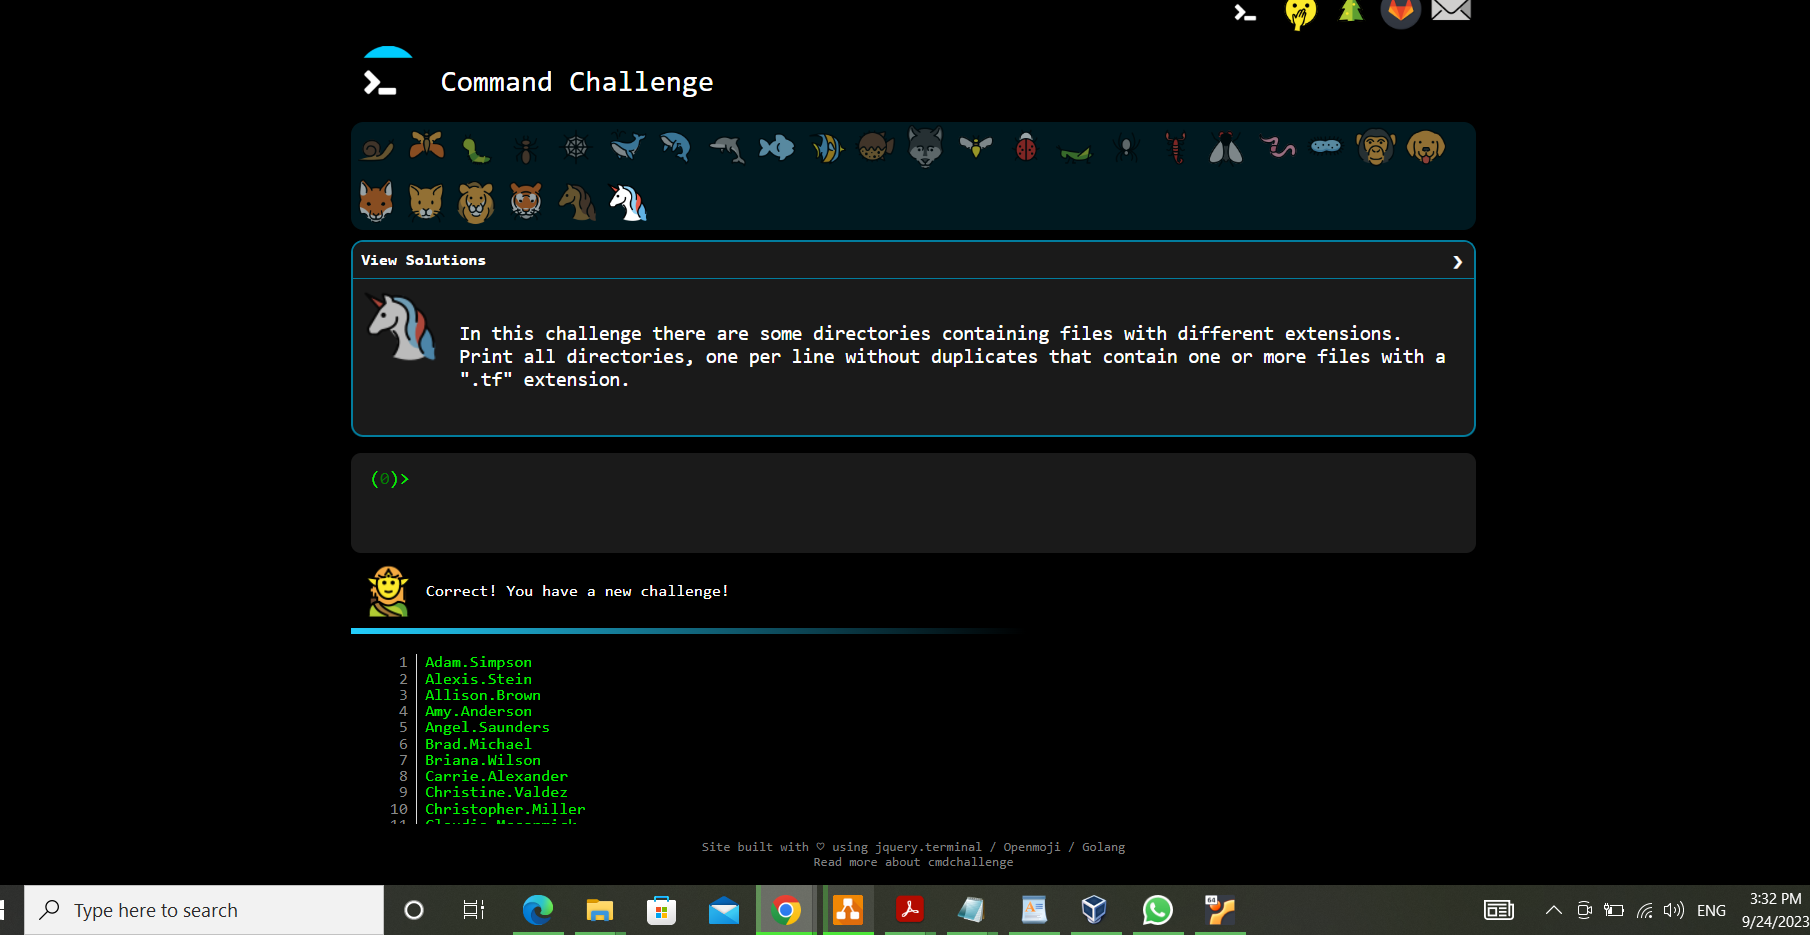 Command Challenge
View Solutions
In this challenge there are some directories containing files with different extensions.
Print all directories, one per line without duplicates that contain one or more files with a
".tf" extension.
(0)>
Correct! You have a new challenge!
1 Adam.Simpson
2 Alexis.Stein
3 Allison.Brown
4 Amy.Anderson
5 Angel.Saunders
6 Brad.Michael
7 Briana.Wilson
8 Carrie.Alexander
9 Christine.Valdez
10 Christopher.Miller
Site built with ♡ using jquery.terminal / Openmoji / Golang
Read more about cmdchallenge
Type here to search
64
ENG
3:32 PM
9/24/2023